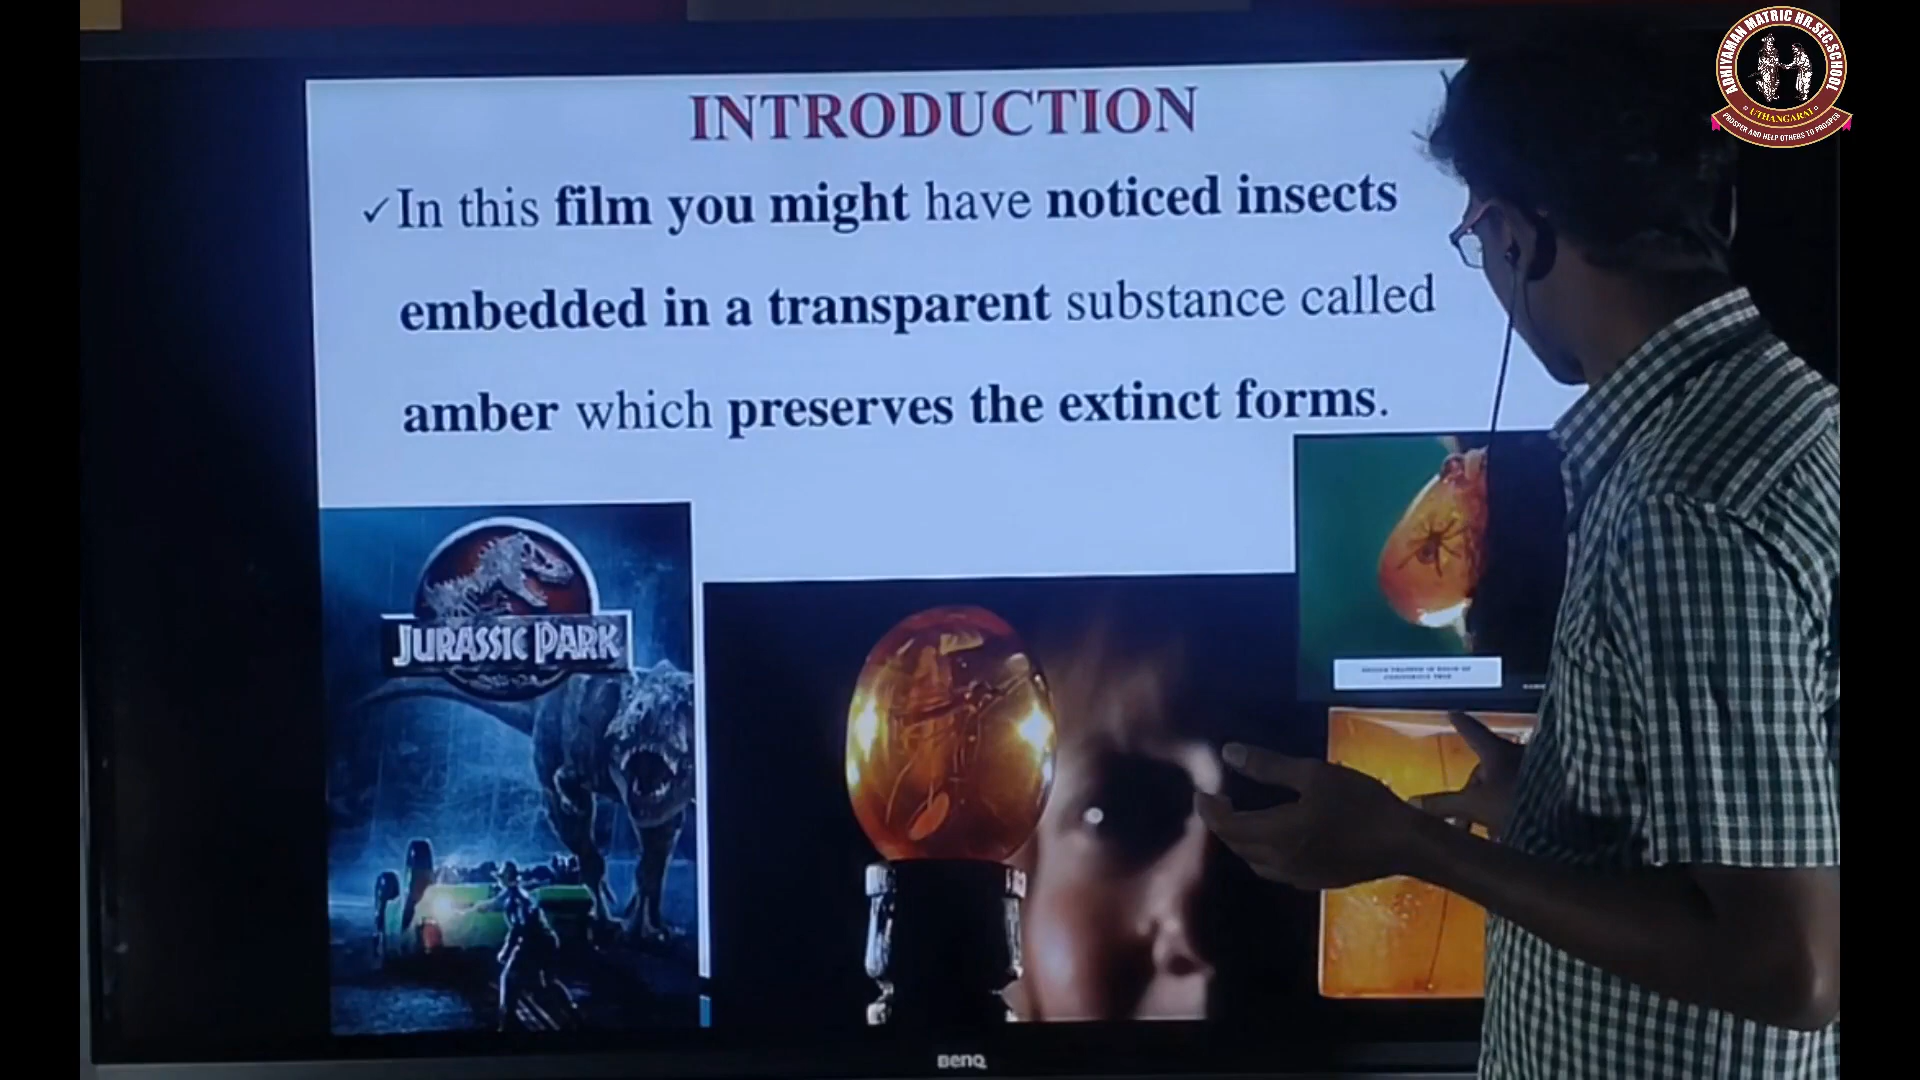 INTRODUCTION
✓In this film you might have noticed insects
embedded in a transparent substance called
amber which preserves the extinct forms.
JURASSIC PARK
BENQ
ADHIYAMAN MATRIC HR.SEC.SCHOOL
UTHANGARAI
PROSPER AND HELP OTHERS TO PROSPER